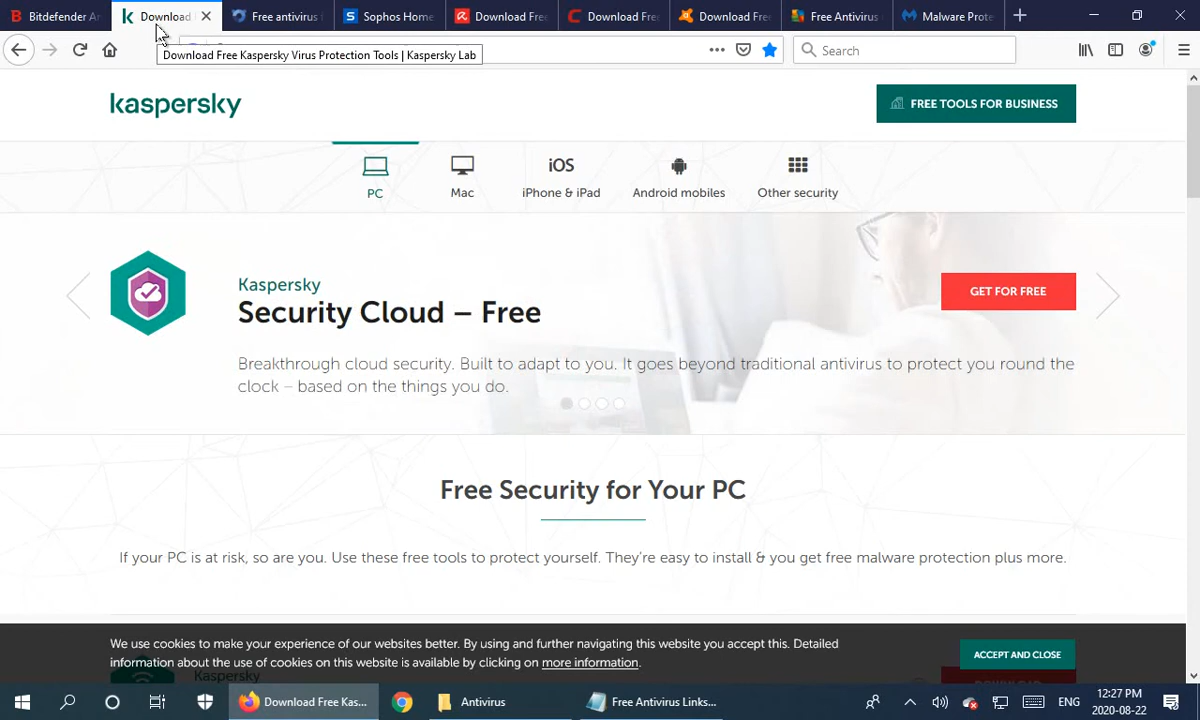 Bitdefender An
Download
Free antivirus
Sophos Home
Download Free
Download Free
Download Free
Free Antivirus
Malware Prote
Download Free Kaspersky Virus Protection Tools | Kaspersky Lab
Search
kaspersky
FREE TOOLS FOR BUSINESS
PC
Mac
iOS
iPhone & iPad
Android mobiles
Other security
Kaspersky
Security Cloud – Free
GET FOR FREE
Breakthrough cloud security. Built to adapt to you. It goes beyond traditional antivirus to protect you round the
clock – based on the things you do.
Free Security for Your PC
If your PC is at risk, so are you. Use these free tools to protect yourself. They're easy to install & you get free malware protection plus more.
We use cookies to make your experience of our websites better. By using and further navigating this website you accept this. Detailed
information about the use of cookies on this website is available by clicking on more information.
ACCEPT AND CLOSE
Kaspersky
DOWNLOAD
Download Free Kas...
Antivirus
Free Antivirus Links...
ENG
12:27 PM
2020-08-22